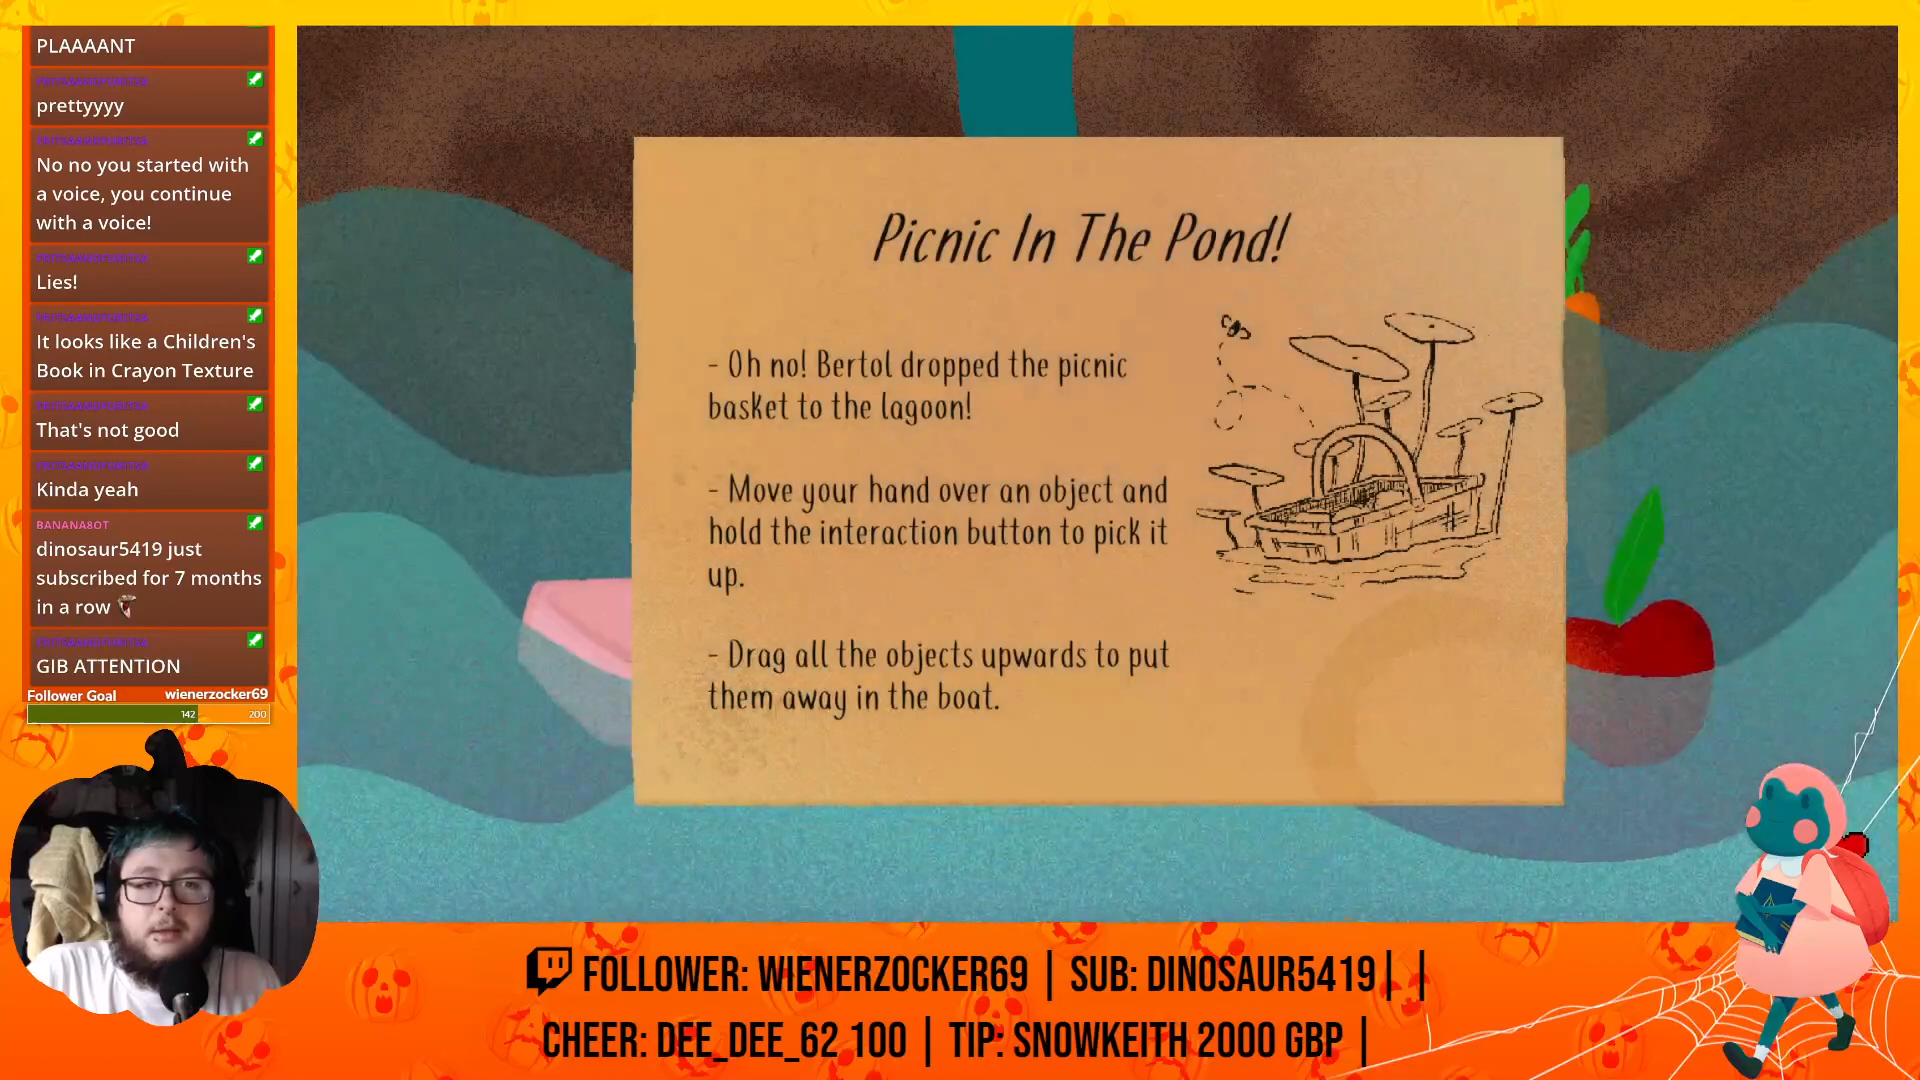 PLAAAANT
prettyyyy
No no you started with
a voice, you continue
with a voice!
Lies!
It looks like a Children's
Book in Crayon Texture
That's not good
Kinda yeah
BANANA8OT
dinosaur5419 just
subscribed for 7 months
in a row
GIB ATTENTION
Follower Goal wienerzocker69
142 200
Picnic In The Pond!
- Oh no! Bertol dropped the picnic
basket to the lagoon!
- Move your hand over an object and
hold the interaction button to pick it
up.
- Drag all the objects upwards to put
them away in the boat.
FOLLOWER: WIENERZOCKER69 | SUB: DINOSAUR5419 | |
CHEER: DEE_DEE_62 100 | TIP: SNOWKEITH 2000 GBP |